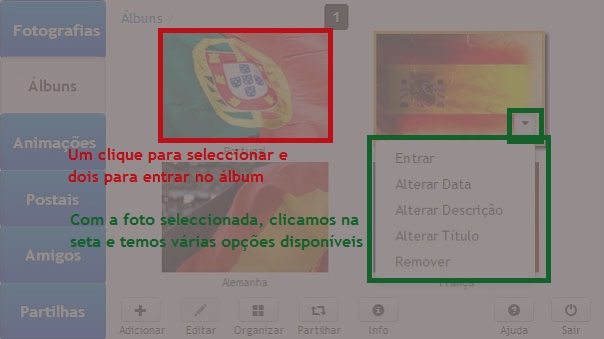 Fotografias
Álbuns
Animações
Postais
Amigos
Partilhas
Álbuns /
1
Portugal
Um clique para seleccionar e
dois para entrar no álbum
Com a foto seleccionada, clicamos na
seta e temos várias opções disponíveis
Entrar
Alterar Data
Alterar Descrição
Alterar Título
Remover
Alemanha
França
Adicionar
Editar
Organizar
Partilhar
Info
Ajuda
Sair